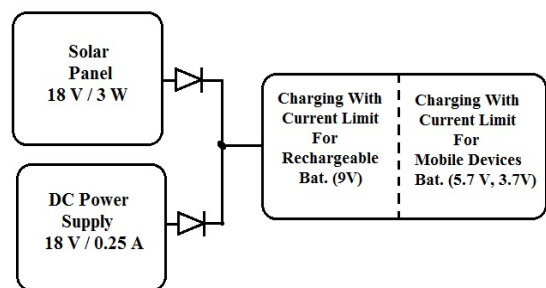 Solar
Panel
18 V / 3 W
DC Power
Supply
18 V / 0.25 A
Charging With
Current Limit
For
Rechargeable
Bat. (9V)
Charging With
Current Limit
For
Mobile Devices
Bat. (5.7 V, 3.7V)